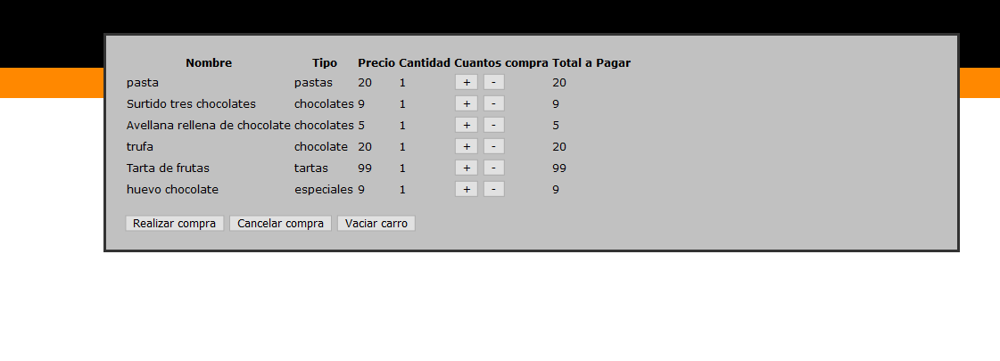 Nombre Tipo Precio Cantidad Cuantos compra Total a Pagar
pasta pastas 20 1 + - 20
Surtido tres chocolates chocolates 9 1 + - 9
Avellana rellena de chocolate chocolates 5 1 + - 5
trufa chocolate 20 1 + - 20
Tarta de frutas tartas 99 1 + - 99
huevo chocolate especiales 9 1 + - 9
Realizar compra Cancelar compra Vaciar carro